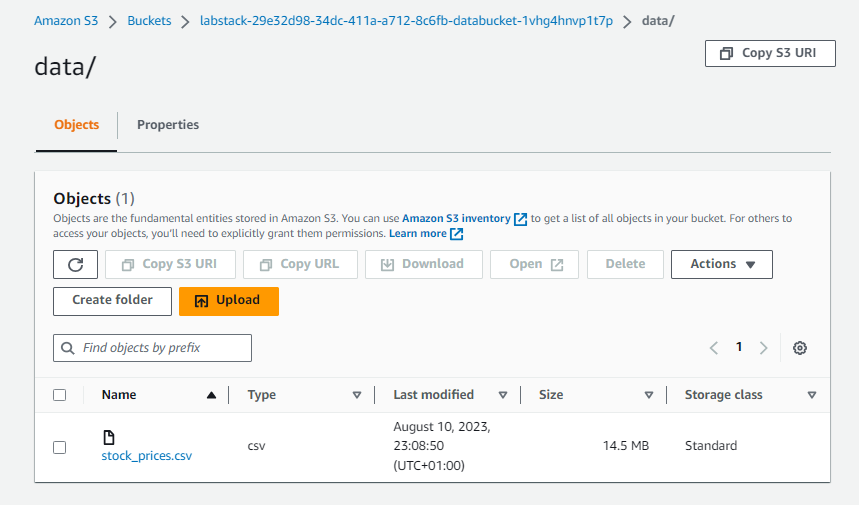 Amazon S3 > Buckets > labstack-29e32d98-34dc-411a-a712-8c6fb-databucket-1vhg4hnvp1t7p > data/
data/
Copy S3 URI
Objects Properties
Objects (1)
Objects are the fundamental entities stored in Amazon S3. You can use Amazon S3 inventory to get a list of all objects in your bucket. For others to
access your objects, you'll need to explicitly grant them permissions. Learn more
Copy S3 URI Copy URL Download Open Delete Actions
Create folder Upload
Find objects by prefix 1
Name Type Last modified Size Storage class
stock_prices.csv csv August 10, 2023, 14.5 MB Standard
23:08:50
(UTC+01:00)